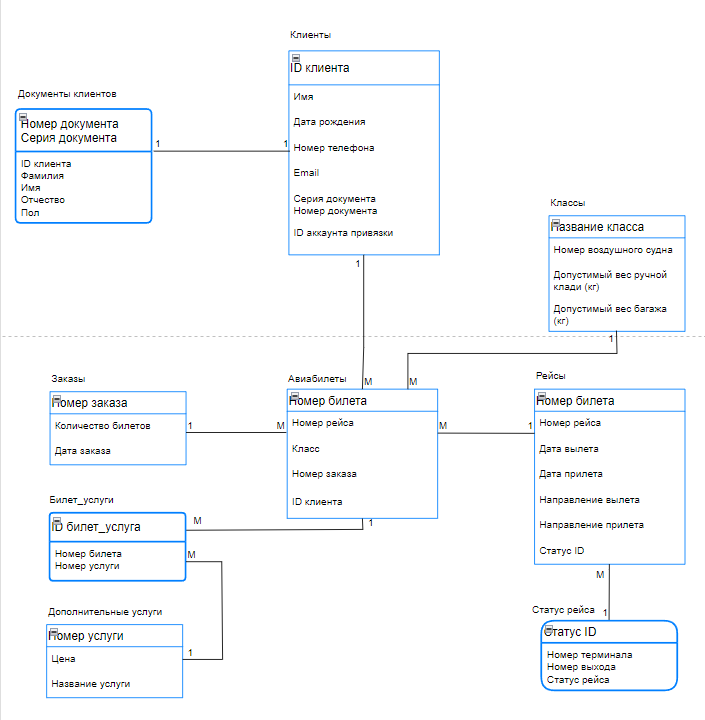 Клиенты
ID клиента
Имя
Дата рождения
Номер телефона
Email
Серия документа
Номер документа
ID аккаунта привязки
Документы клиентов
Номер документа
Серия документа
ID клиента
Фамилия
Имя
Отчество
Пол
1
1
1
Классы
Название класса
Номер воздушного судна
Допустимый вес ручной
клади (кг)
Допустимый вес багажа
(кг)
1
Заказы
Номер заказа
Количество билетов
Дата заказа
1
M
Авиабилеты
M
M
Номер билета
Номер рейса
Класс
Номер заказа
ID клиента
M
1
1
Рейсы
Номер билета
Номер рейса
Дата вылета
Дата прилета
Направление вылета
Направление прилета
Статус ID
M
1
Билет_услуги
ID билет_услуга
Номер билета
Номер услуги
M
M
Дополнительные услуги
Номер услуги
Цена
Название услуги
1
Статус рейса
Статус ID
Номер терминала
Номер выхода
Статус рейса